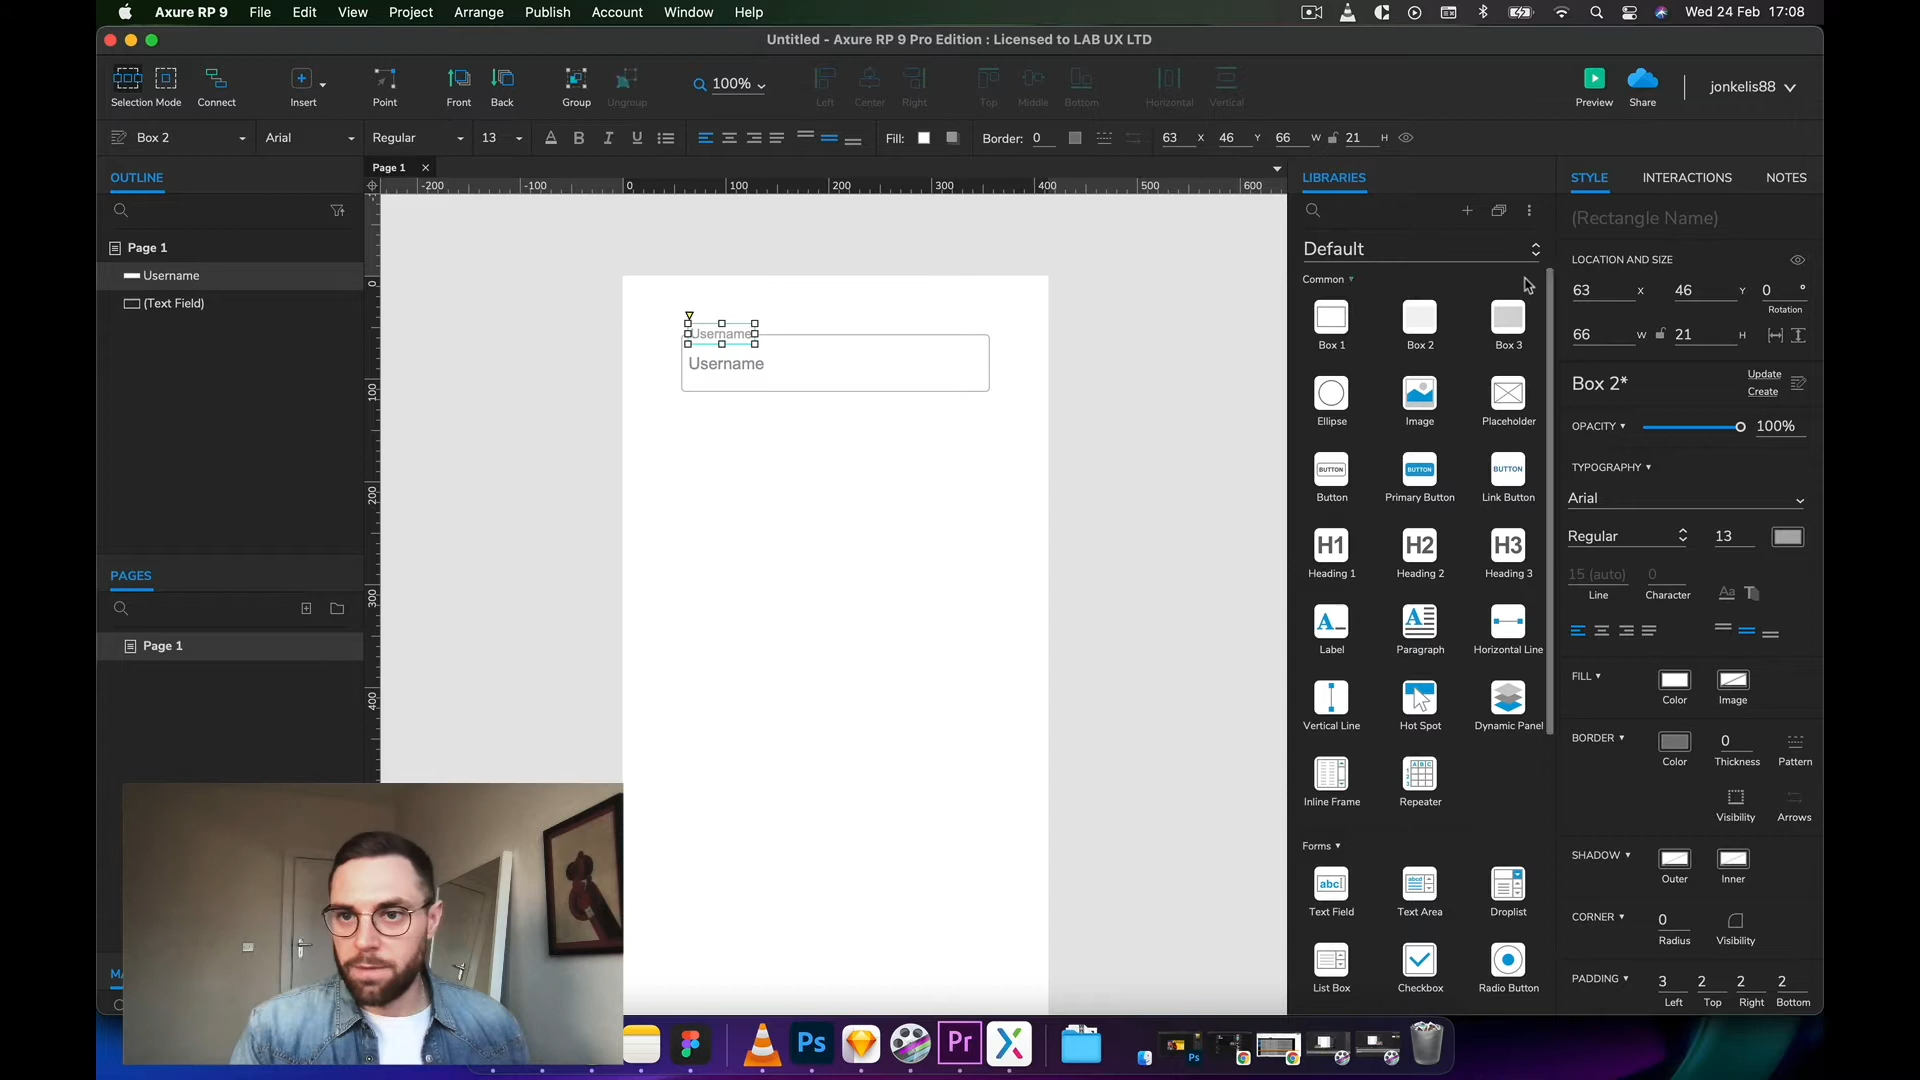 Axure RP 9 File Edit View Project Arrange Publish Account Window Help
Wed 24 Feb 17:08
Untitled - Axure RP 9 Pro Edition : Licensed to LAB UX LTD
100%
Selection Mode Connect Insert Point Front Back Group Ungroup Left Center Right Top Middle Bottom Horizontal Vertical Preview Share
jonkelis88
Box 2 Arial Regular 13 Fill: Border: 0 63 X 46 Y 66 W 21 H
OUTLINE
Page 1
Username
(Text Field)
PAGES
Page 1
MA
Page 1
-200 -100 0 100 200 300 400 500 600
0
100
200
300
400
Username
Username
LIBRARIES
Default
Common
Box 1 Box 2 Box 3
Ellipse Image Placeholder
BUTTON BUTTON BUTTON
Button Primary Button Link Button
H1 H2 H3
Heading 1 Heading 2 Heading 3
A A
Label Paragraph Horizontal Line
Vertical Line Hot Spot Dynamic Panel
Inline Frame Repeater
Forms
abc abcd
Text Field Text Area Droplist
List Box Checkbox Radio Button
STYLE INTERACTIONS NOTES
(Rectangle Name)
LOCATION AND SIZE
63 X 46 Y 0 °
Rotation
66 W 21 H
Box 2* Update
Create
OPACITY 100%
TYPOGRAPHY
Arial
Regular 13
15 (auto) 0
Line Character Aa T
FILL
Color Image
BORDER 0
Color Thickness Pattern
Visibility Arrows
SHADOW
Outer Inner
CORNER 0
Radius Visibility
PADDING 3 2 2 2
Left Top Right Bottom
Ps Pr X Ps